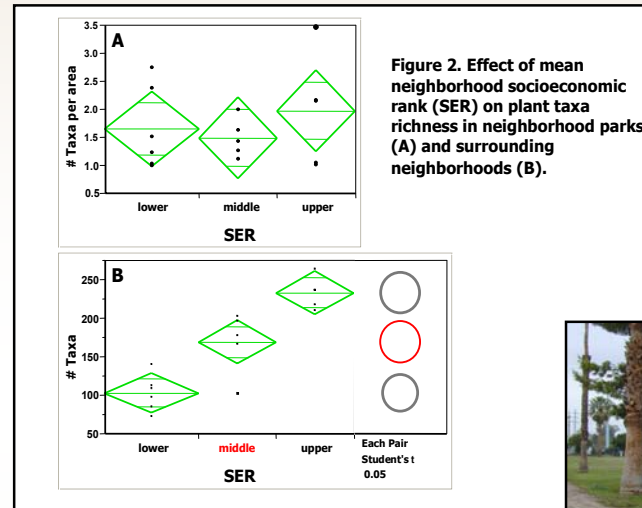 A
3.5
3.0
2.5
2.0
1.5
1.0
0.5
# Taxa per area
lower middle upper
SER
Figure 2. Effect of mean
neighborhood socioeconomic
rank (SER) on plant taxa
richness in neighborhood parks
(A) and surrounding
neighborhoods (B).
B
250
200
150
100
50
# Taxa
lower middle upper
Each Pair
Student's t
0.05
SER